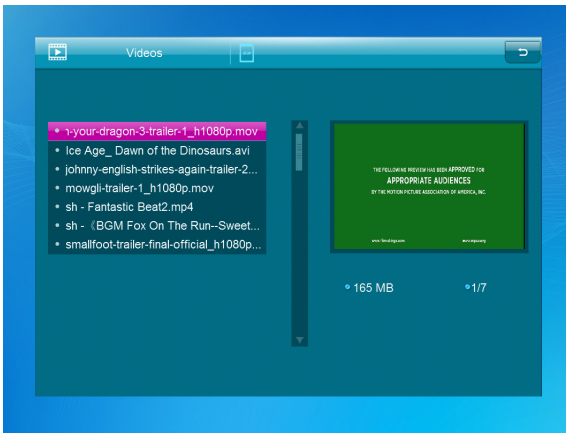 Videos
ı-your-dragon-3-trailer-1_h1080p.mov
Ice Age_ Dawn of the Dinosaurs.avi
johnny-english-strikes-again-trailer-2...
mowgli-trailer-1_h1080p.mov
sh - Fantastic Beat2.mp4
sh -《BGM Fox On The Run--Sweet...
smallfoot-trailer-final-official_h1080p...
THE FOLLOWING PREVIEW HAS BEEN APPROVED FOR
APPROPRIATE AUDIENCES
BY THE MOTION PICTURE ASSOCIATION OF AMERICA, INC.
165 MB
1/7